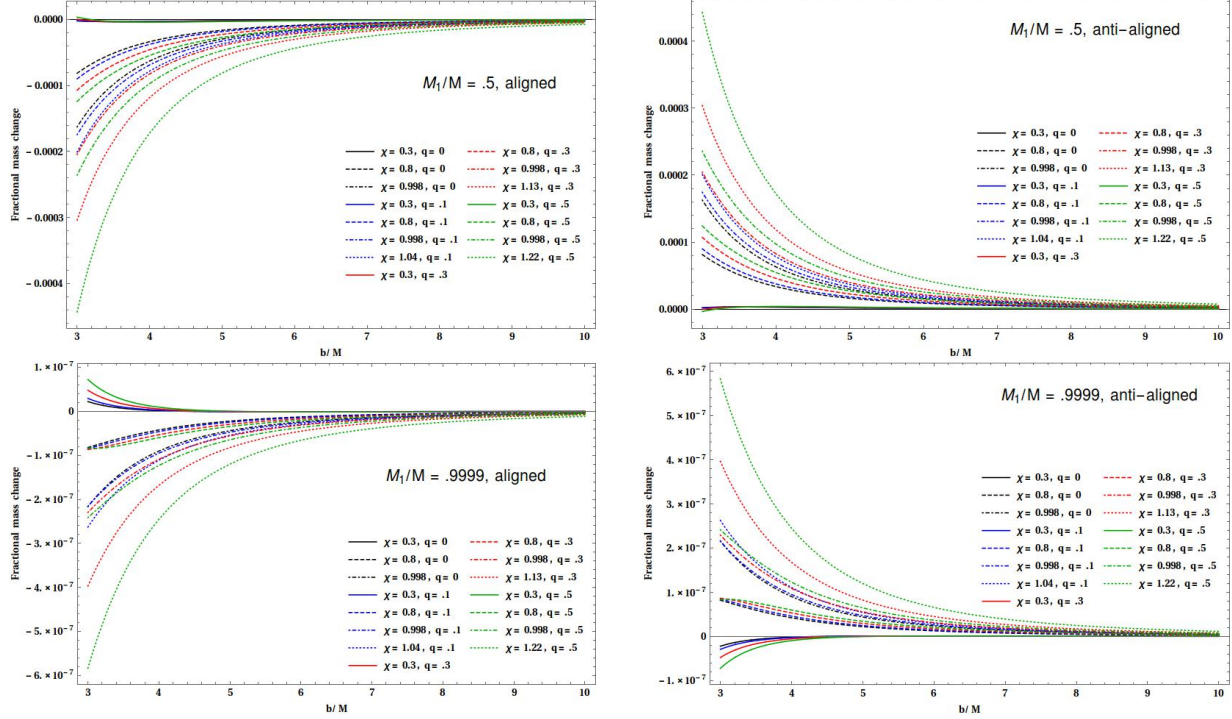 0.0000
− 0.0001
− 0.0002
− 0.0003
− 0.0004
Fractional mass change
M₁/M = .5, aligned
χ = 0.3, q = 0
χ = 0.8, q = 0
χ = 0.998, q = 0
χ = 0.3, q = .1
χ = 0.8, q = .1
χ = 0.998, q = .1
χ = 1.04, q = .1
χ = 0.3, q = .3
χ = 0.8, q = .3
χ = 0.998, q = .3
χ = 1.13, q = .3
χ = 0.3, q = .5
χ = 0.8, q = .5
χ = 0.998, q = .5
χ = 1.22, q = .5
3 4 5 6 7 8 9 10
b/ M
0.0004
0.0003
0.0002
0.0001
0.0000
Fractional mass change
M₁/M = .5, anti−aligned
χ = 0.3, q = 0
χ = 0.8, q = 0
χ = 0.998, q = 0
χ = 0.3, q = .1
χ = 0.8, q = .1
χ = 0.998, q = .1
χ = 1.04, q = .1
χ = 0.3, q = .3
χ = 0.8, q = .3
χ = 0.998, q = .3
χ = 1.13, q = .3
χ = 0.3, q = .5
χ = 0.8, q = .5
χ = 0.998, q = .5
χ = 1.22, q = .5
3 4 5 6 7 8 9 10
b/ M
1. × 10⁻⁷
0
− 1. × 10⁻⁷
− 2. × 10⁻⁷
− 3. × 10⁻⁷
− 4. × 10⁻⁷
− 5. × 10⁻⁷
− 6. × 10⁻⁷
Fractional mass change
M₁/M = .9999, aligned
χ = 0.3, q = 0
χ = 0.8, q = 0
χ = 0.998, q = 0
χ = 0.3, q = .1
χ = 0.8, q = .1
χ = 0.998, q = .1
χ = 1.04, q = .1
χ = 0.3, q = .3
χ = 0.8, q = .3
χ = 0.998, q = .3
χ = 1.13, q = .3
χ = 0.3, q = .5
χ = 0.8, q = .5
χ = 0.998, q = .5
χ = 1.22, q = .5
3 4 5 6 7 8 9 10
b/ M
6. × 10⁻⁷
5. × 10⁻⁷
4. × 10⁻⁷
3. × 10⁻⁷
2. × 10⁻⁷
1. × 10⁻⁷
0
− 1. × 10⁻⁷
Fractional mass change
M₁/M = .9999, anti−aligned
χ = 0.3, q = 0
χ = 0.8, q = 0
χ = 0.998, q = 0
χ = 0.3, q = .1
χ = 0.8, q = .1
χ = 0.998, q = .1
χ = 1.04, q = .1
χ = 0.3, q = .3
χ = 0.8, q = .3
χ = 0.998, q = .3
χ = 1.13, q = .3
χ = 0.3, q = .5
χ = 0.8, q = .5
χ = 0.998, q = .5
χ = 1.22, q = .5
3 4 5 6 7 8 9 10
b/ M